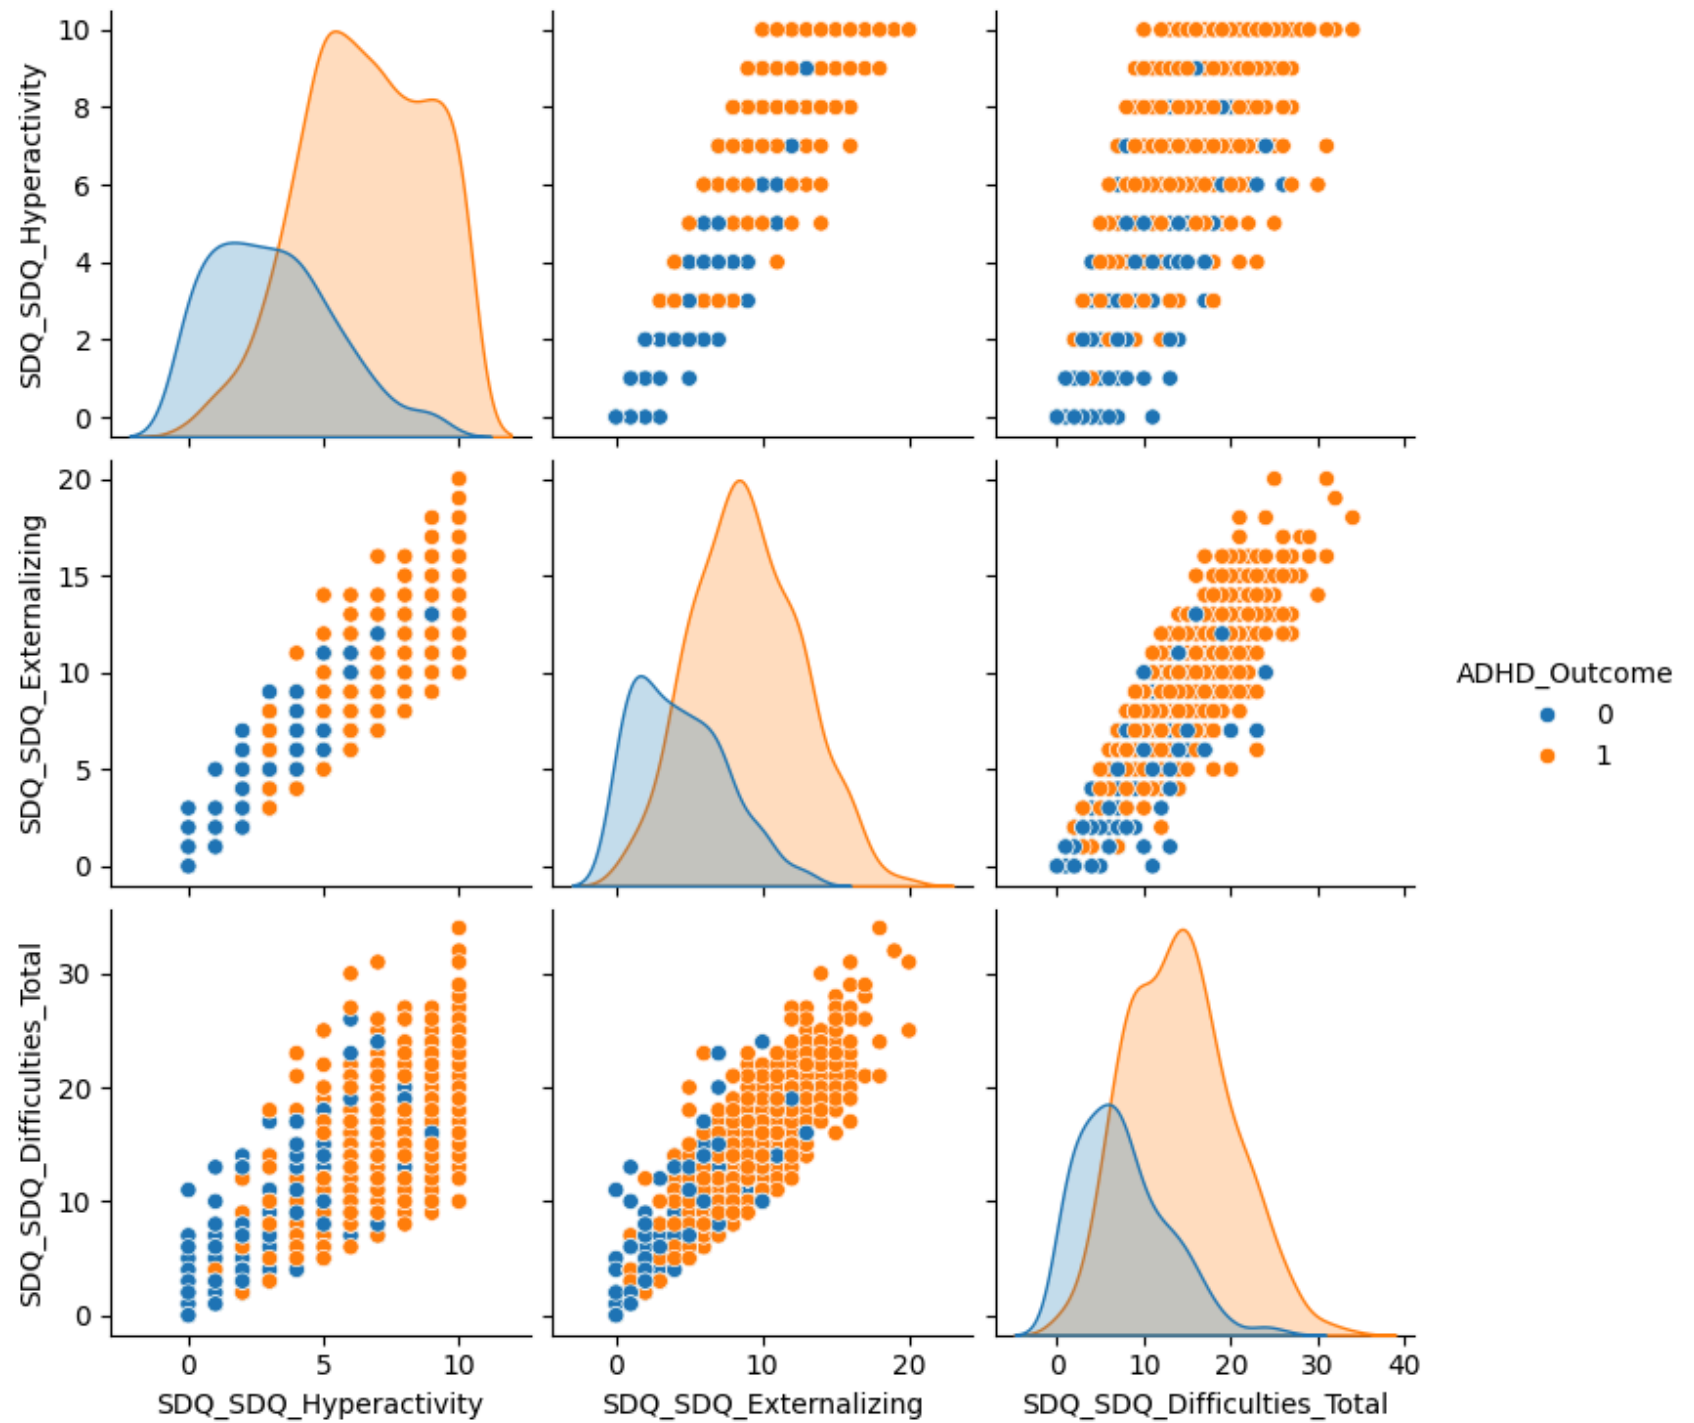 SDQ_SDQ_Hyperactivity
10
8
6
4
2
0
SDQ_SDQ_Externalizing
20
15
10
5
0
ADHD_Outcome
0
1
SDQ_SDQ_Difficulties_Total
30
20
10
0
0 5 10
0 10 20
0 10 20 30 40
SDQ_SDQ_Hyperactivity
SDQ_SDQ_Externalizing
SDQ_SDQ_Difficulties_Total